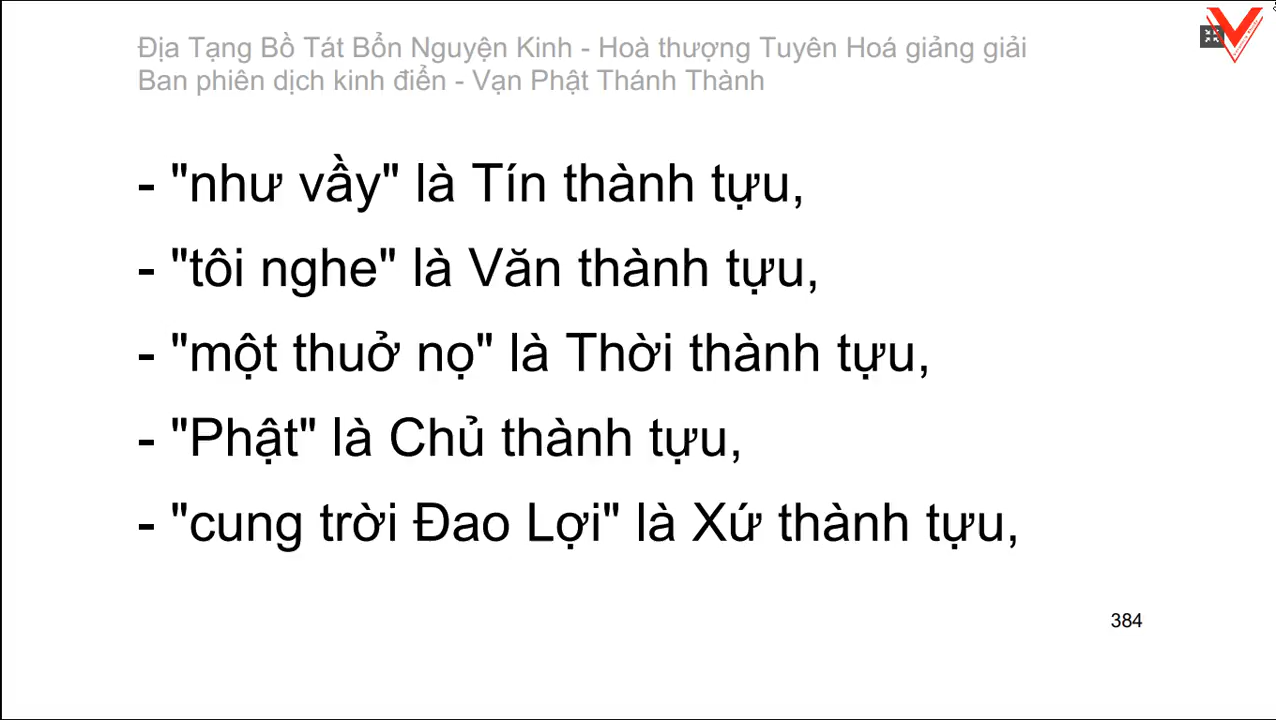 Địa Tạng Bồ Tát Bổn Nguyện Kinh - Hoà thượng Tuyên Hoá giảng giải
Ban phiên dịch kinh điển - Vạn Phật Thánh Thành
- "như vầy" là Tín thành tựu,
- "tôi nghe" là Văn thành tựu,
- "một thuở nọ" là Thời thành tựu,
- "Phật" là Chủ thành tựu,
- "cung trời Đao Lợi" là Xứ thành tựu,
384